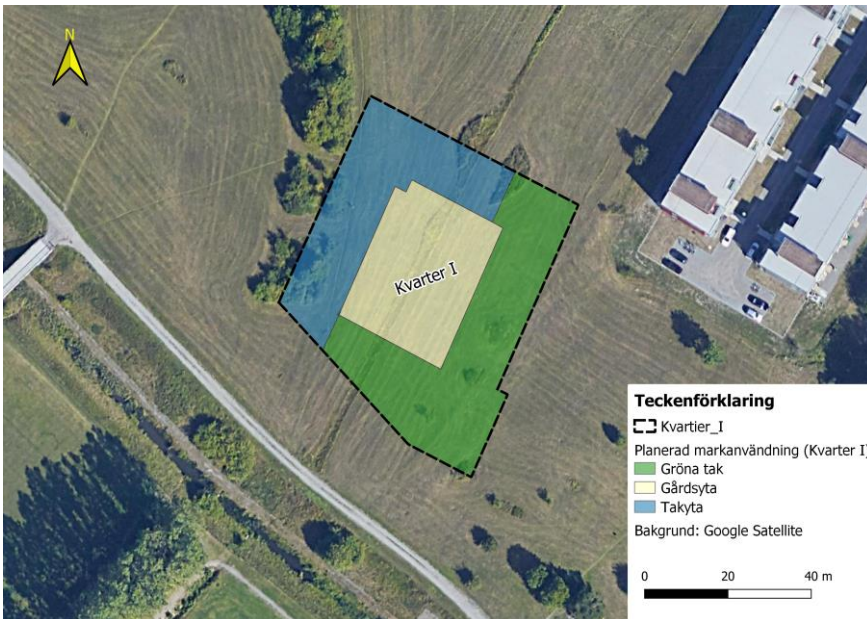 N
Kvarter I
Teckenförklaring
Kvartier_I
Planerad markanvändning (Kvarter I)
Gröna tak
Gårdsyta
Takyta
Bakgrund: Google Satellite
0 20 40 m